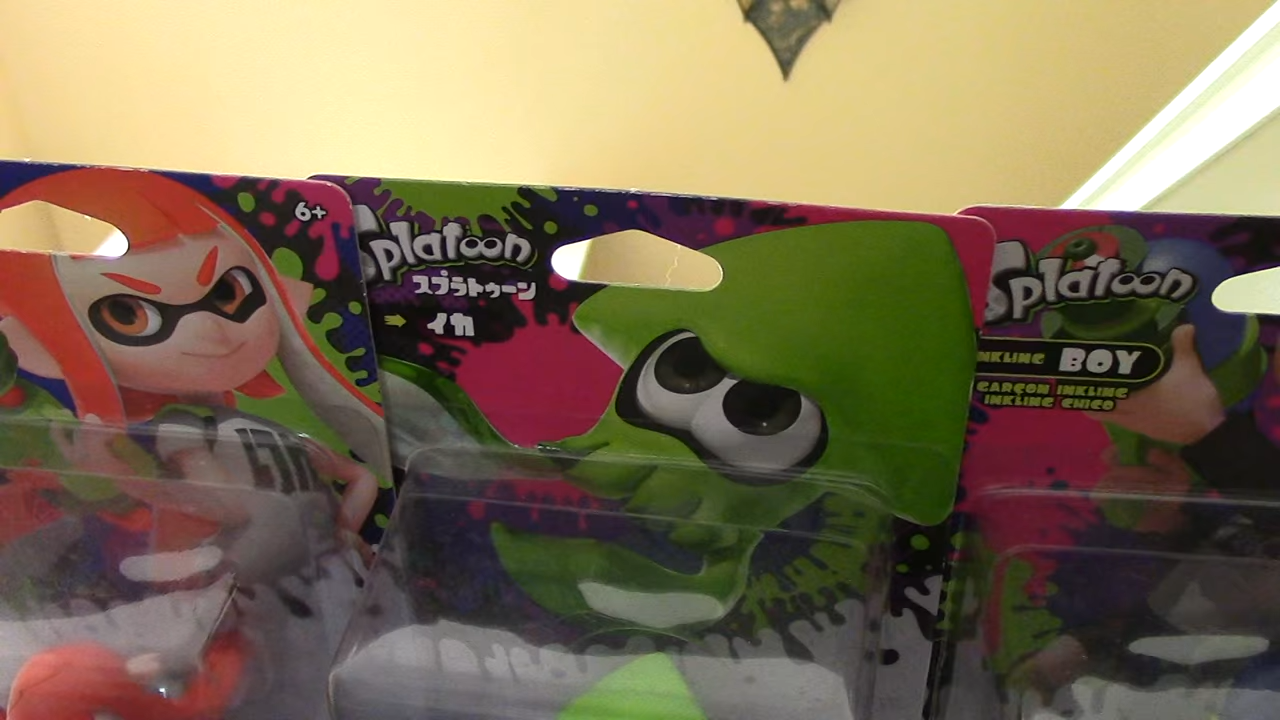 6+
Splatoon
スプラトゥーン
イカ
Splatoon
INKLING BOY
GARÇON INKLING
INKLING CHICO